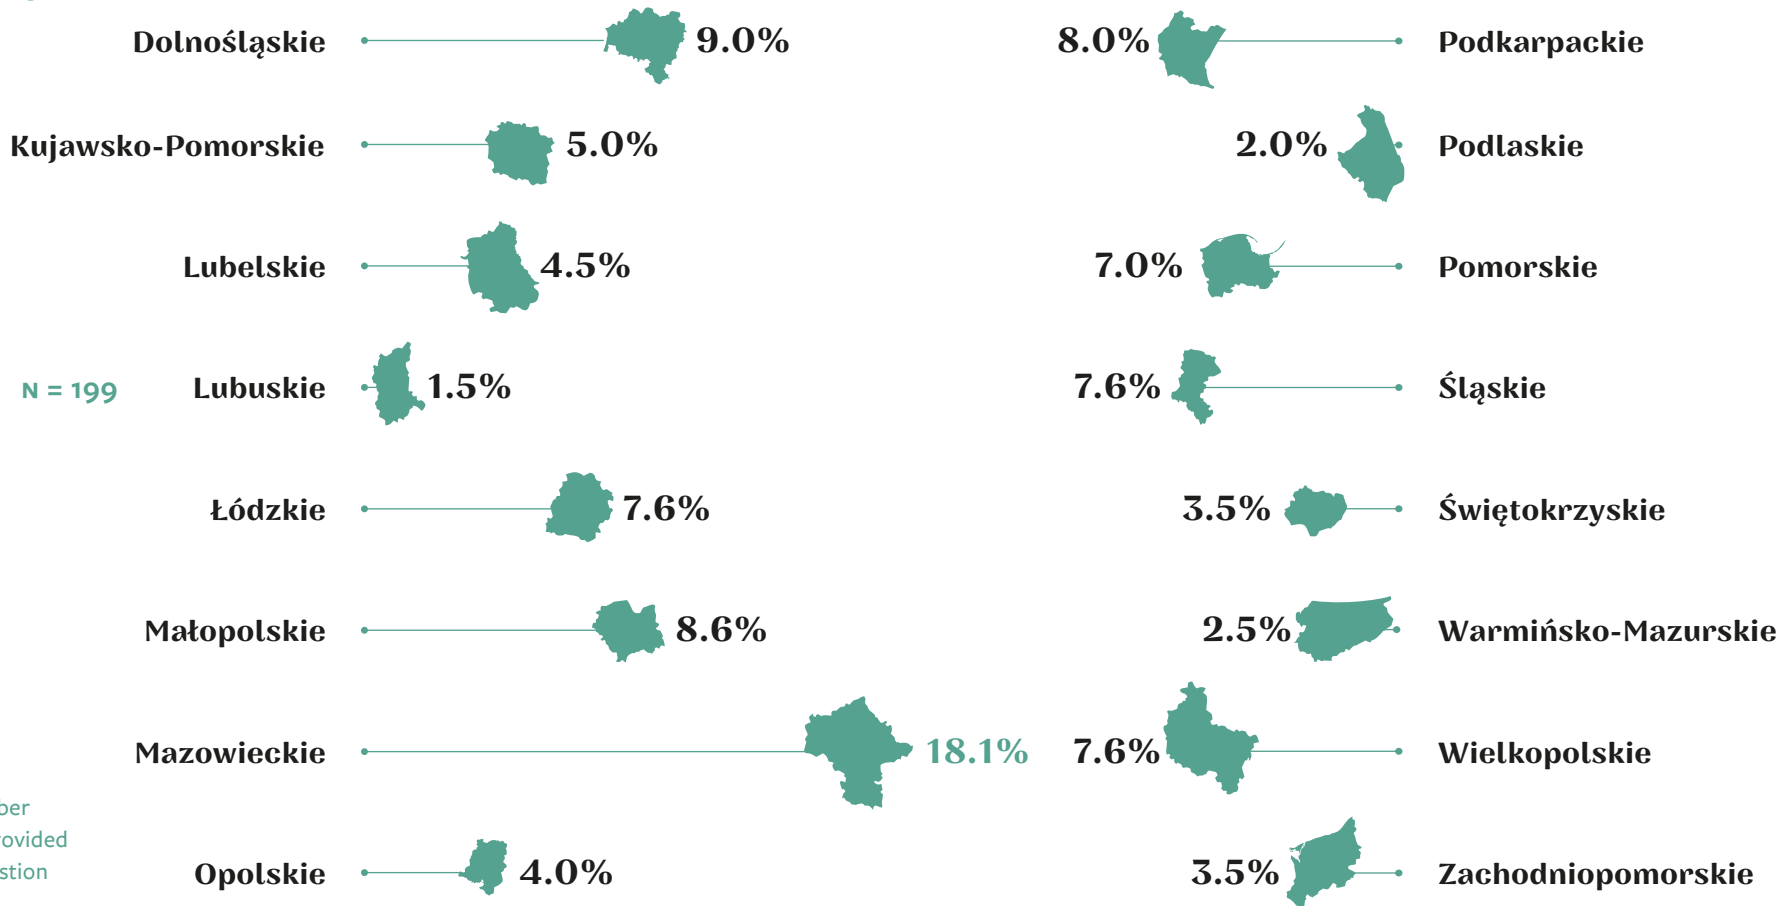 Dolnośląskie 9.0%
Kujawsko-Pomorskie 5.0%
Lubelskie 4.5%
N = 199 Lubuskie 1.5%
Łódzkie 7.6%
Małopolskie 8.6%
Mazowieckie 18.1%
Opolskie 4.0%
8.0% Podkarpackie
2.0% Podlaskie
7.0% Pomorskie
7.6% Śląskie
3.5% Świętokrzyskie
2.5% Warmińsko-Mazurskie
7.6% Wielkopolskie
3.5% Zachodniopomorskie